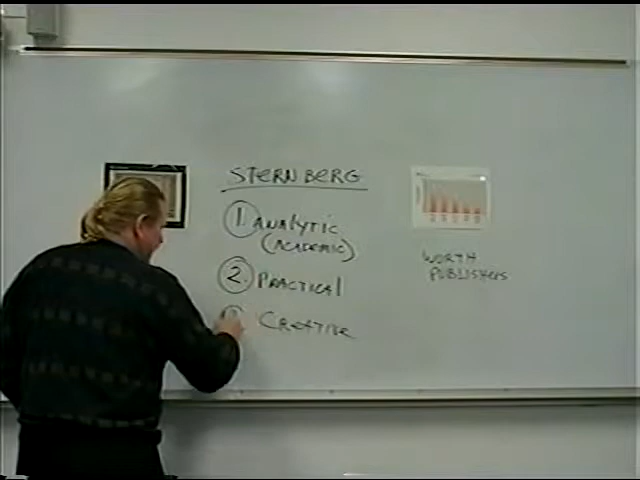 STERNBERG
1. ANALYTIC
(ACADEMIC)
2. PRACTICAL
CREATIVE
WORTH
PUBLISHERS